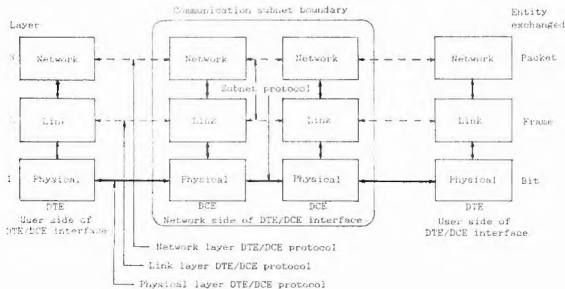 Communication subnet boundary
Layer
Entity
exchanged
3
Network
Network
Network
Network
Packet
Subnet protocol
Link
Link
Link
Link
Frame
1
Physical
Physical
Physical
Physical
Bit
DTE
DCE
DCE
DTE
User side of
DTE/DCE interface
Network side of DTE/DCE interface
User side of
DTE/DCE interface
Network layer DTE/DCE protocol
Link layer DTE/DCE protocol
Physical layer DTE/DCE protocol